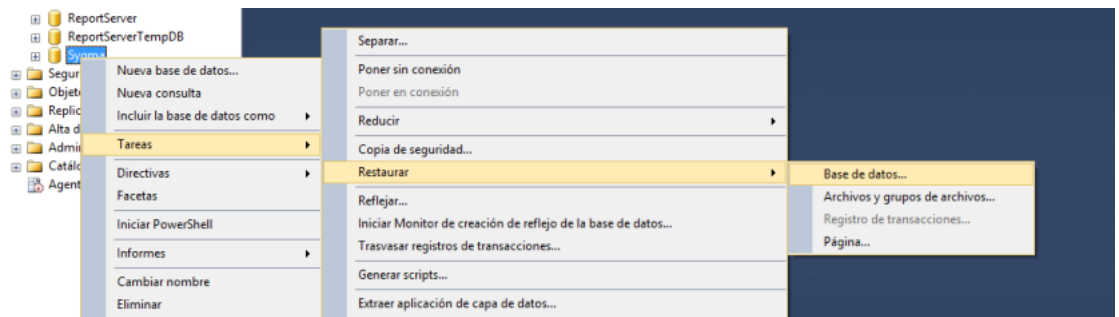 ReportServer
ReportServerTempDB
Sygma
Segur
Objet
Replic
Alta d
Admi
Catálo
Agent
Nueva base de datos...
Nueva consulta
Incluir la base de datos como
Tareas
Directivas
Facetas
Iniciar PowerShell
Informes
Cambiar nombre
Eliminar
Separar...
Poner sin conexión
Poner en conexión
Reducir
Copia de seguridad...
Restaurar
Reflejar...
Iniciar Monitor de creación de reflejo de la base de datos...
Trasvasar registros de transacciones...
Generar scripts...
Extraer aplicación de capa de datos...
Base de datos...
Archivos y grupos de archivos...
Registro de transacciones...
Página...